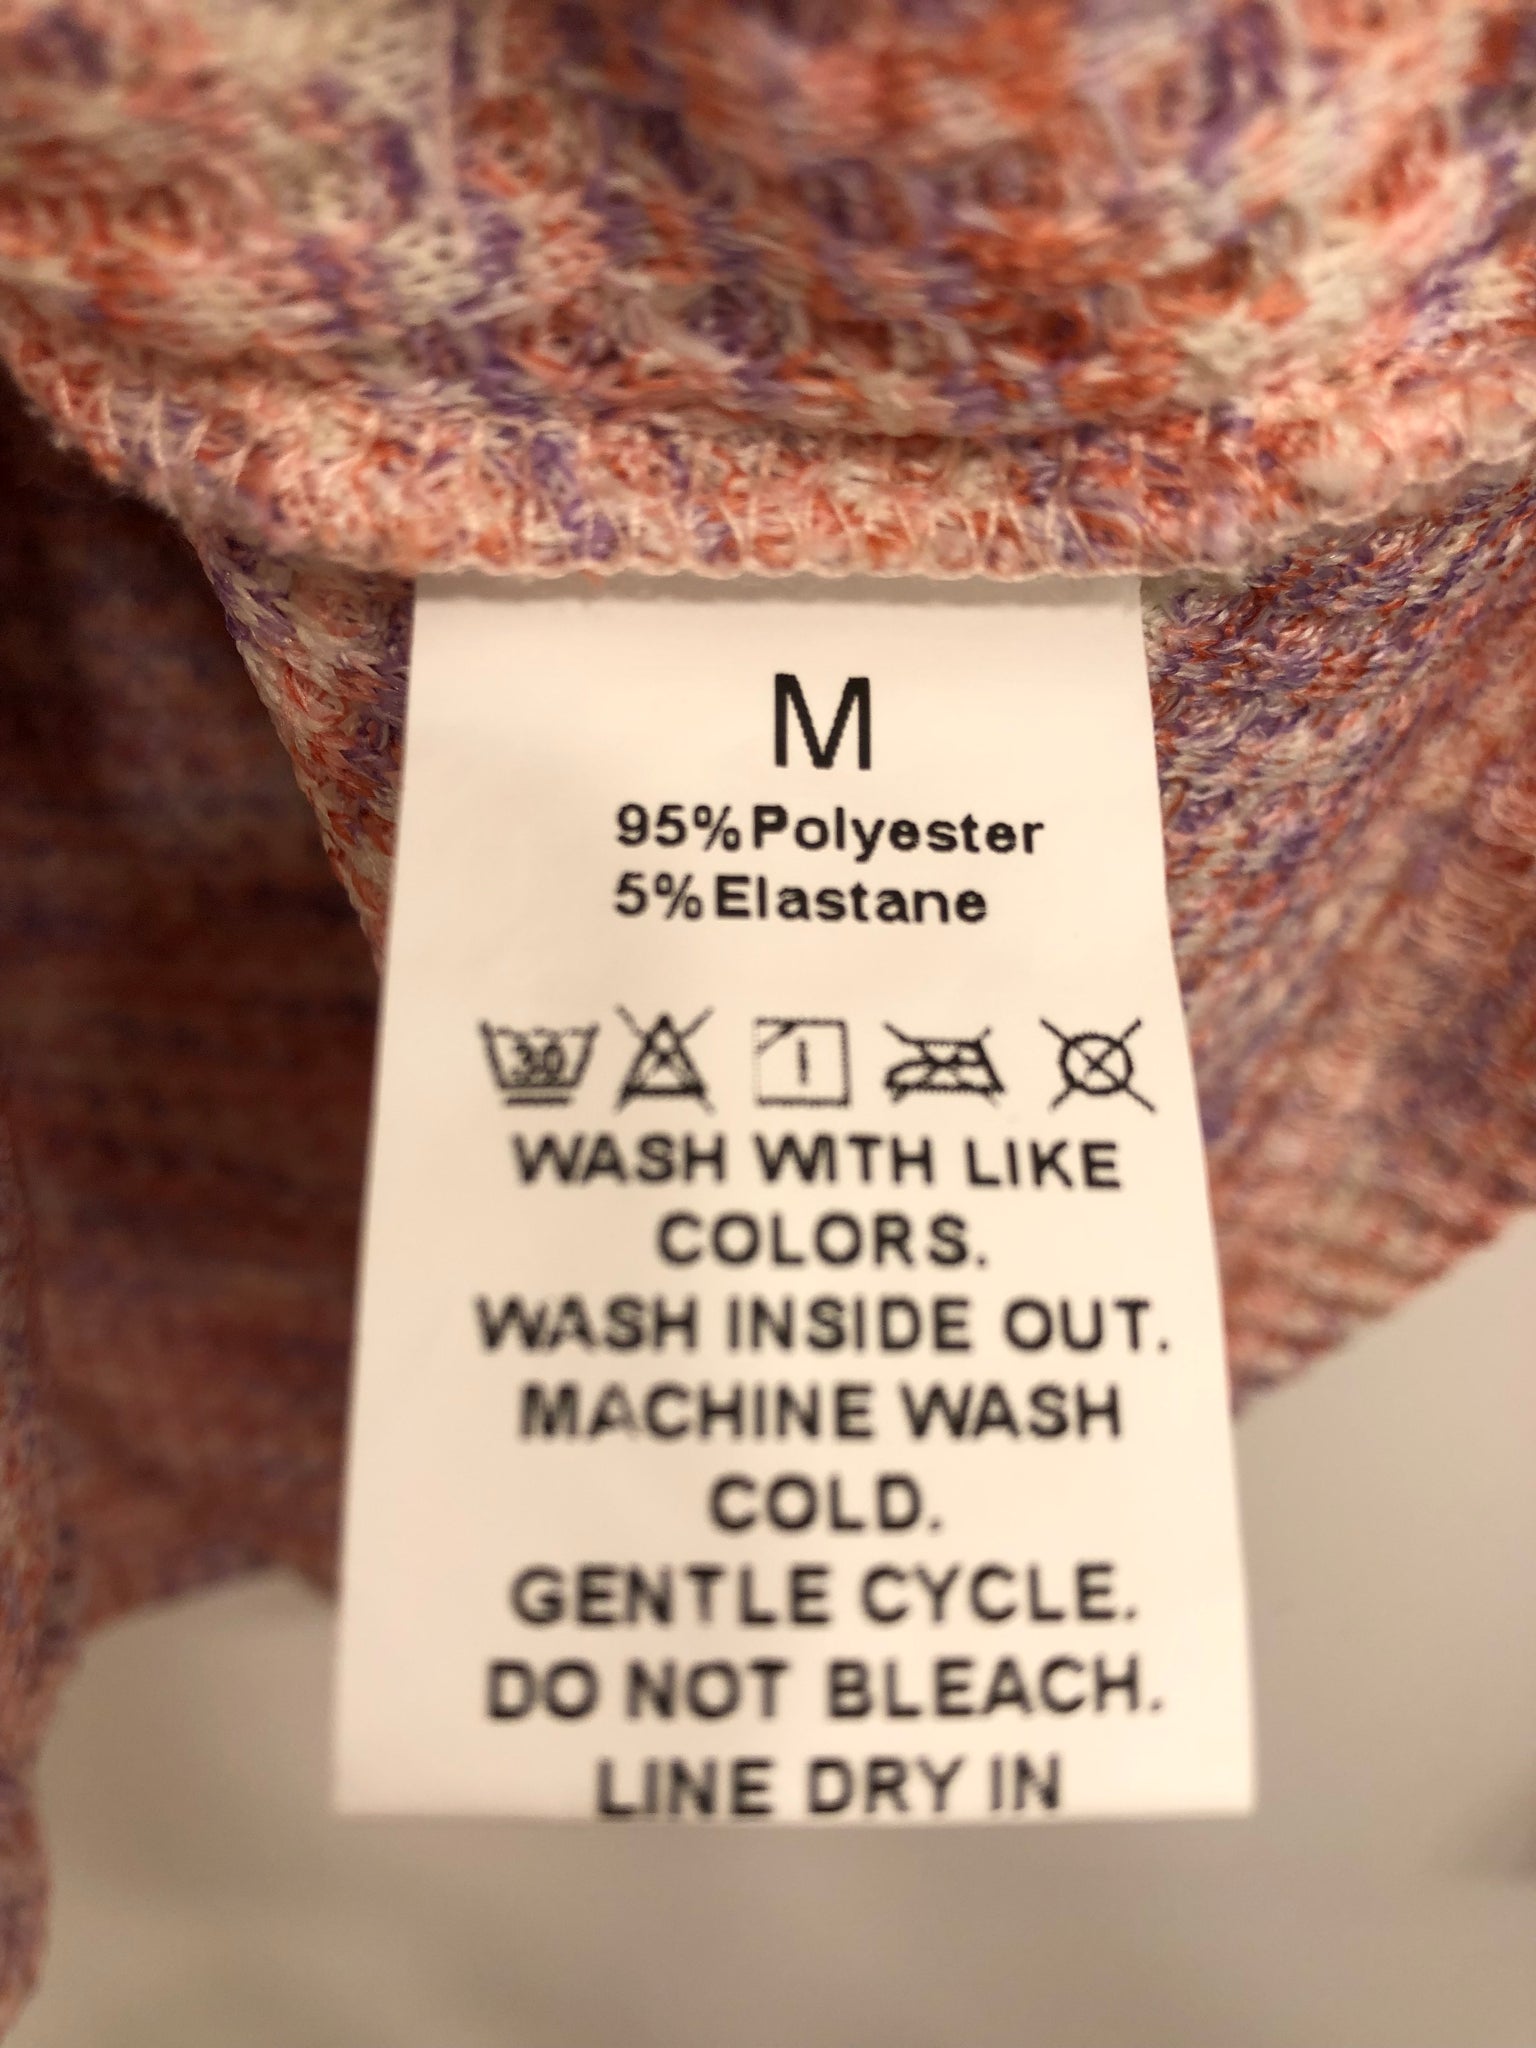 M
95%Polyester
5%Elastane
30
WASH WITH LIKE
COLORS.
WASH INSIDE OUT.
MACHINE WASH
COLD.
GENTLE CYCLE.
DO NOT BLEACH.
LINE DRY IN